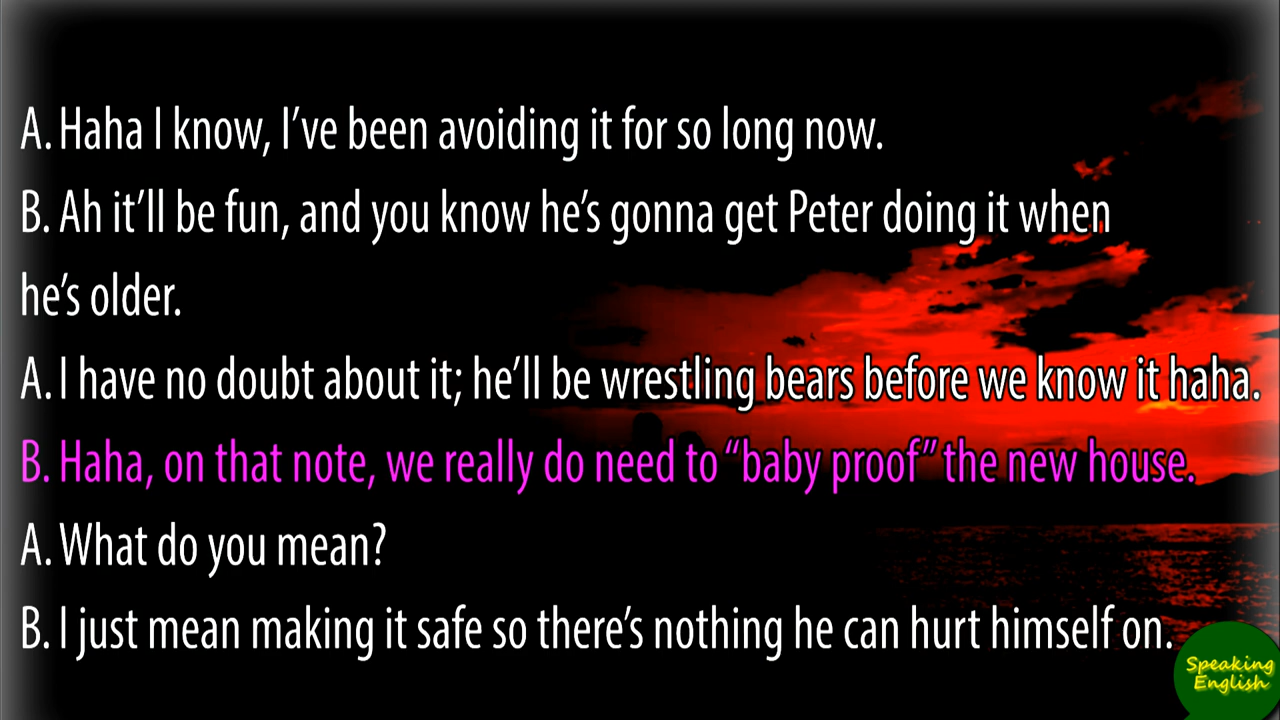 A. Haha I know, I’ve been avoiding it for so long now.
B. Ah it’ll be fun, and you know he’s gonna get Peter doing it when
he’s older.
A. I have no doubt about it; he’ll be wrestling bears before we know it haha.
B. Haha, on that note, we really do need to “baby proof” the new house.
A. What do you mean?
B. I just mean making it safe so there’s nothing he can hurt himself on.
Speaking
English